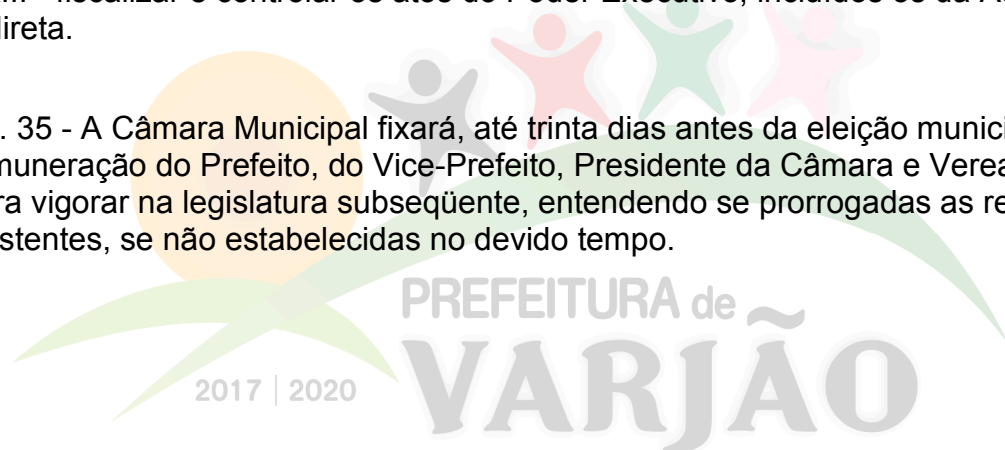 fiscalizar e controlar os atos do Poder Executivo, incluídos os da
direta.
. 35 - A Câmara Municipal fixará, até trinta dias antes da eleição munici
muneração do Prefeito, do Vice-Prefeito, Presidente da Câmara e Verea
ra vigorar na legislatura subseqüente, entendendo se prorrogadas as re
stentes, se não estabelecidas no devido tempo.
PREFEITURA de
VARJÃO
2017 | 2020